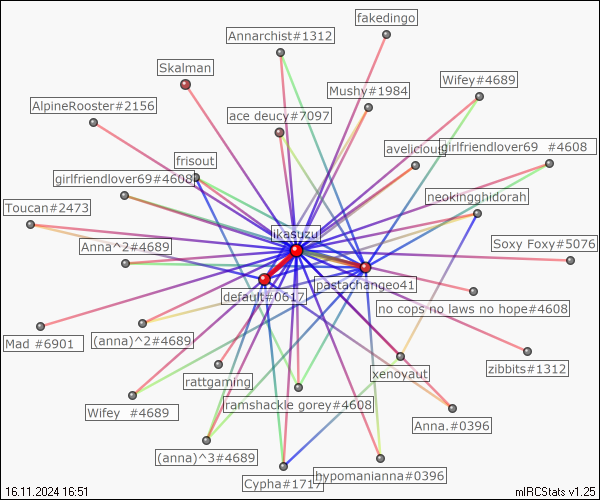 fakedingo
Annarchist#1312
Skalman
Wifey#4689
Mushy#1984
AlpineRooster#2156
ace deucy#7097
avelicious
girlfriendlover69 #4608
frisout
girlfriendlover69#4608
neokingghidorah
Toucan#2473
ikasuzu
Anna^2#4689
Soxy Foxy#5076
pastachangeo41
default#0617
no cops no laws no hope#4608
Mad #6901
(anna)^2#4689
zibbits#1312
xenoyaut
rattgaming
ramshackle gorey#4608
Wifey #4689
Anna.#0396
(anna)^3#4689
hypomanianna#0396
Cypha#1717
16.11.2024 16:51
mIRCStats v1.25